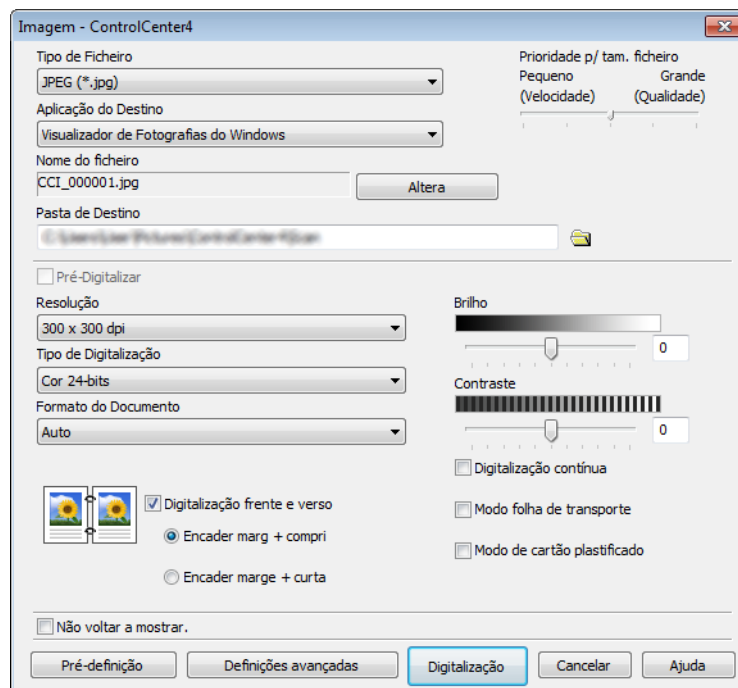 Imagem - ControlCenter4
Tipo de Ficheiro
JPEG (*.jpg)
Aplicação do Destino
Visualizador de Fotografias do Windows
Nome do ficheiro
CCI_000001.jpg
Altera
Pasta de Destino
Prioridade p/ tam. ficheiro
Pequeno Grande
(Velocidade) (Qualidade)
Pré-Digitalizar
Resolução
300 x 300 dpi
Tipo de Digitalização
Cor 24-bits
Formato do Documento
Auto
Brilho
0
Contraste
0
Digitalização contínua
Modo folha de transporte
Modo de cartão plastificado
Digitalização frente e verso
Encader marg + compri
Encader marge + curta
Não voltar a mostrar.
Pré-definição Definições avançadas Digitalização Cancelar Ajuda